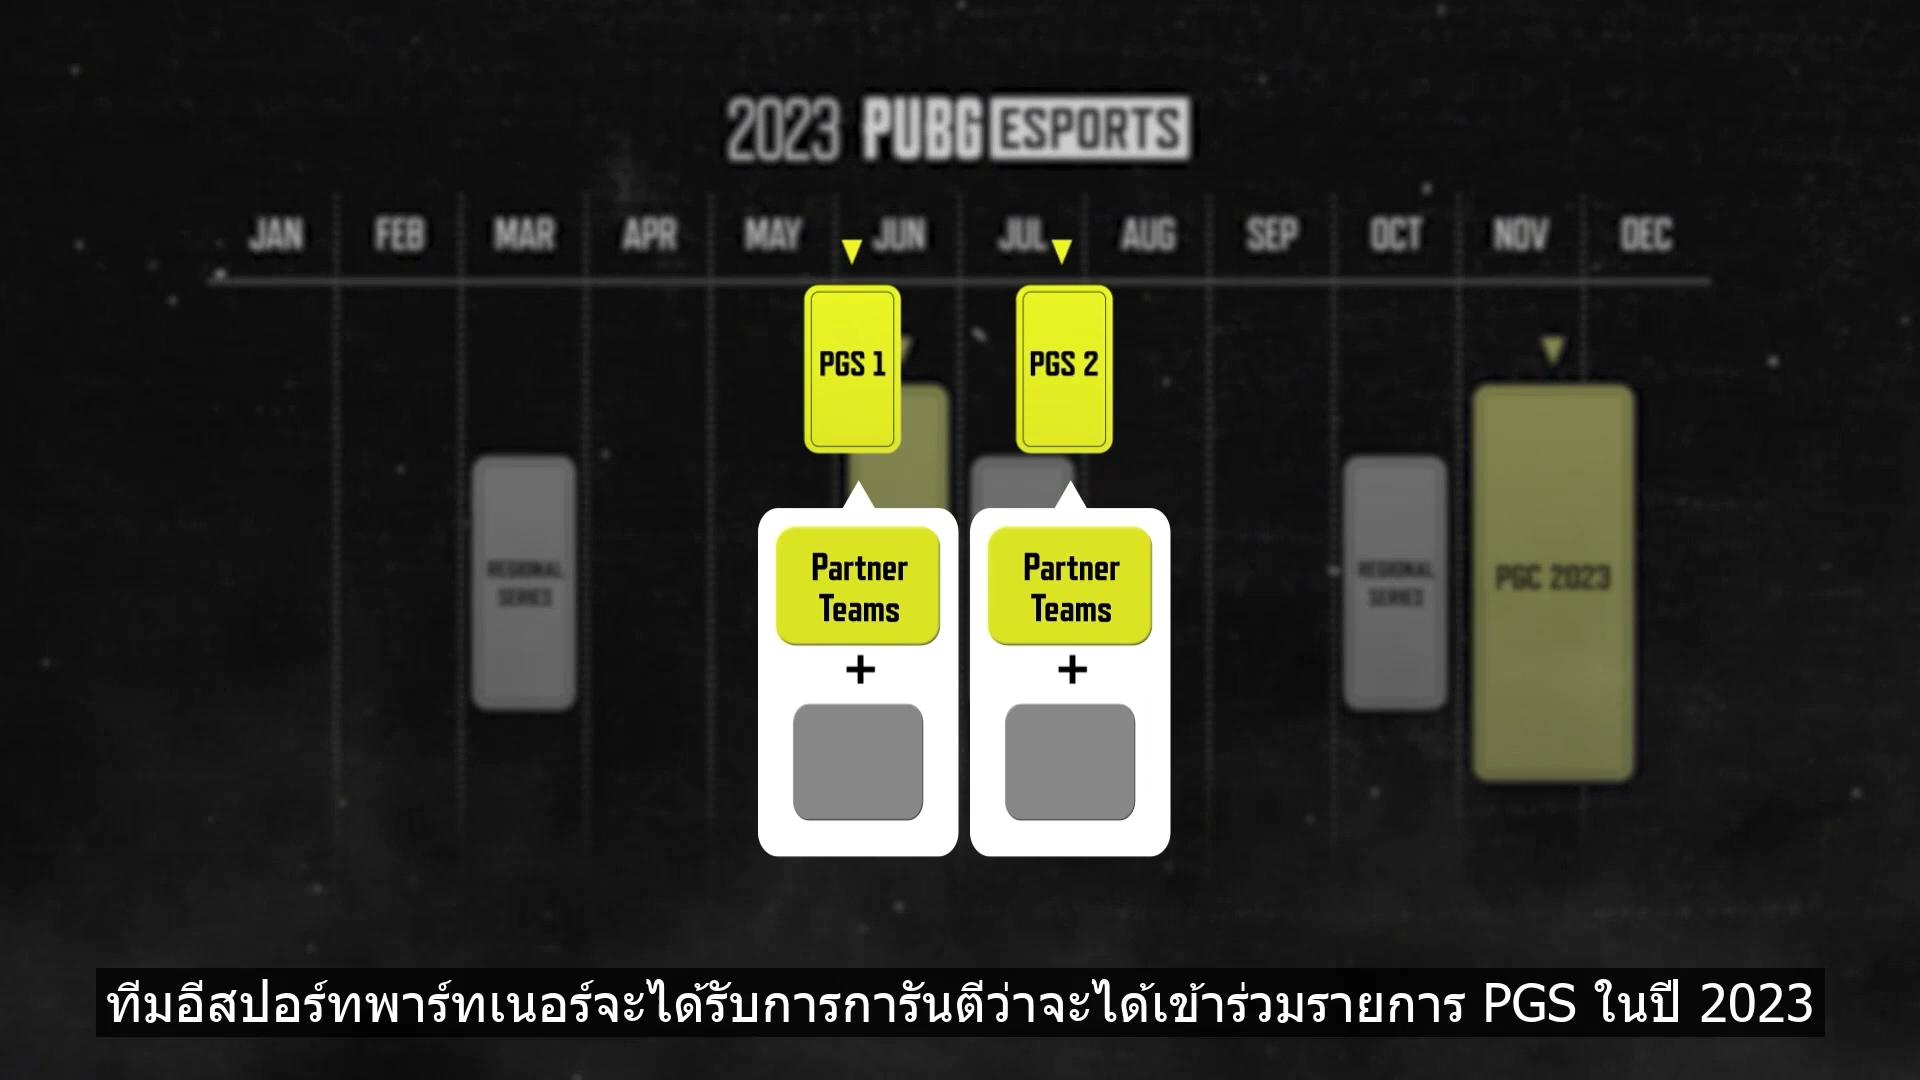 2023 PUBG ESPORTS
JAN FEB MAR APR MAY JUN JUL AUG SEP OCT NOV DEC
PGS 1 PGS 2
REGIONAL
SERIES
Partner
Teams
+
Partner
Teams
+
REGIONAL
SERIES
PGC 2023
ทีมอีสปอร์ทพาร์ทเนอร์จะได้รับการการันตีว่าจะได้เข้าร่วมรายการ PGS ในปี 2023